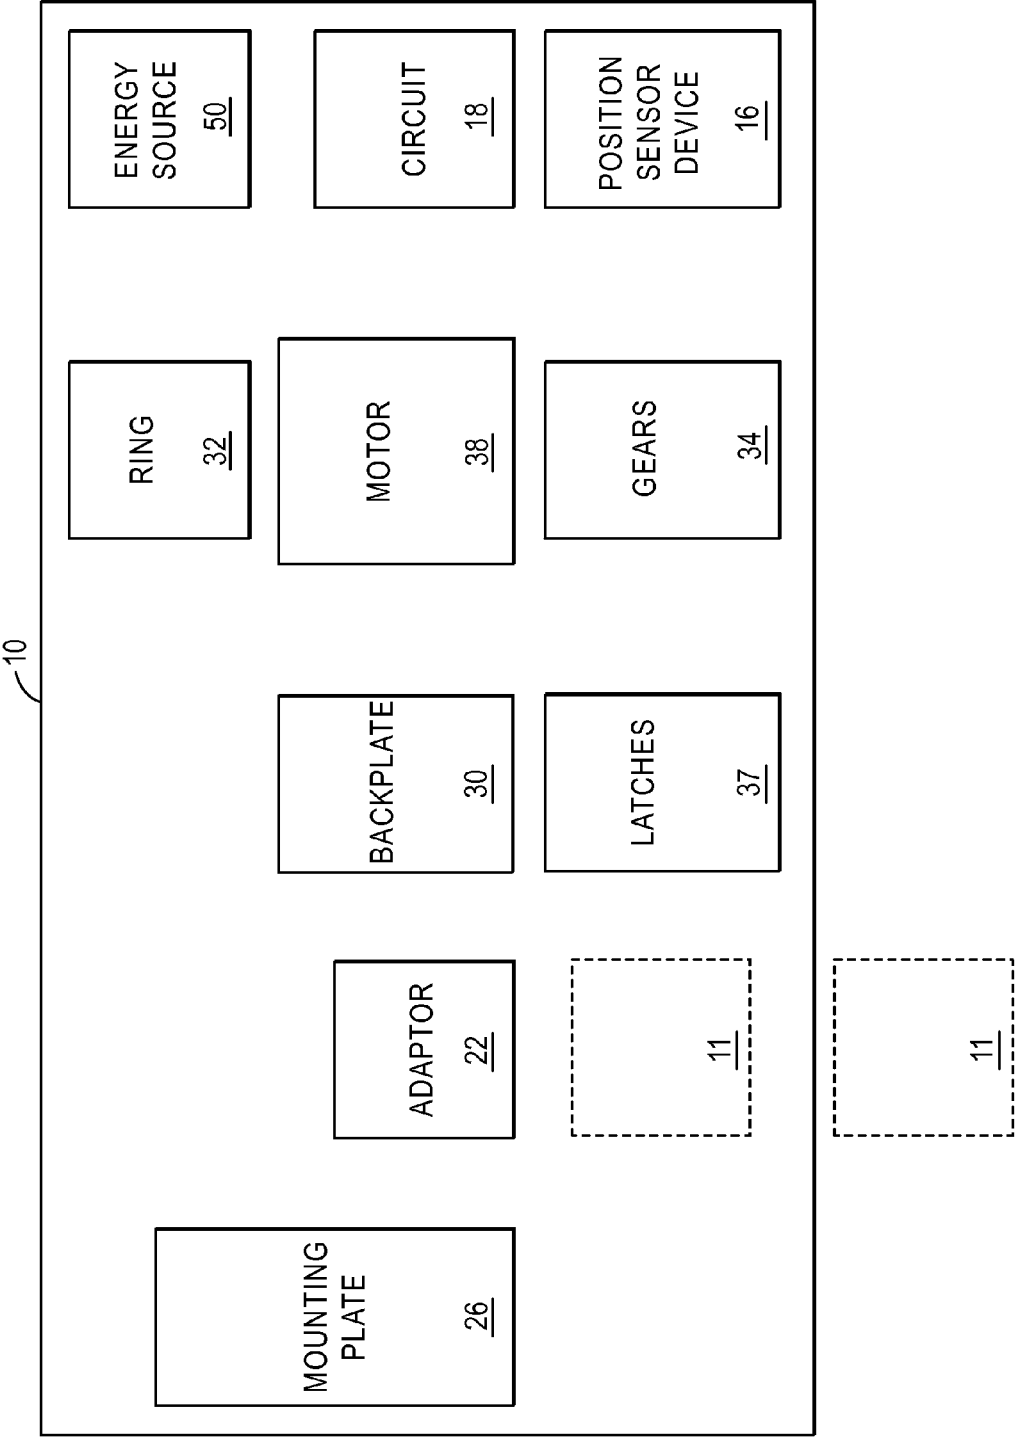 10
MOUNTING
PLATE
26
ADAPTOR
22
11
11
BACKPLATE
30
LATCHES
37
RING
32
MOTOR
38
GEARS
34
ENERGY
SOURCE
50
CIRCUIT
18
POSITION
SENSOR
DEVICE
16